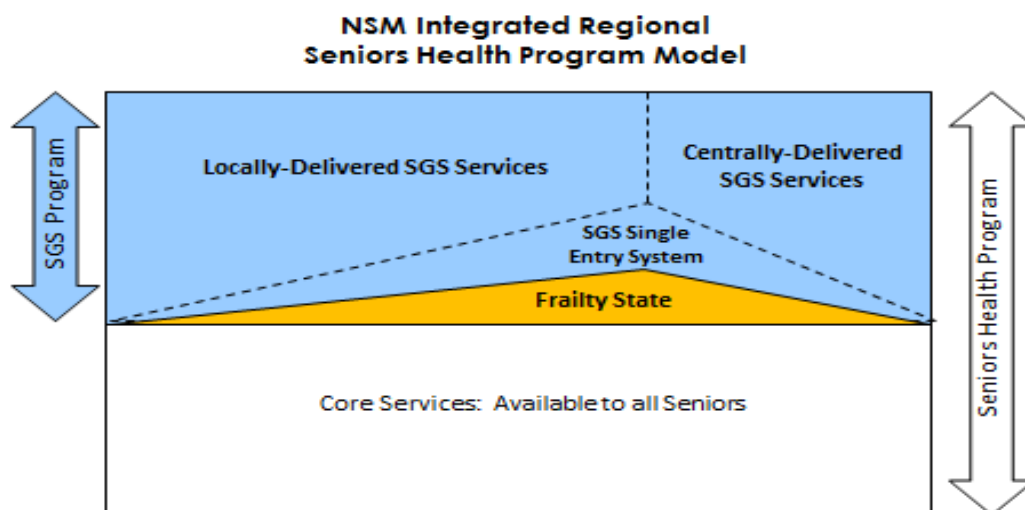 NSM Integrated Regional
Seniors Health Program Model
SGS Program
Locally-Delivered SGS Services
Centrally-Delivered
SGS Services
SGS Single
Entry System
Frailty State
Core Services: Available to all Seniors
Seniors Health Program